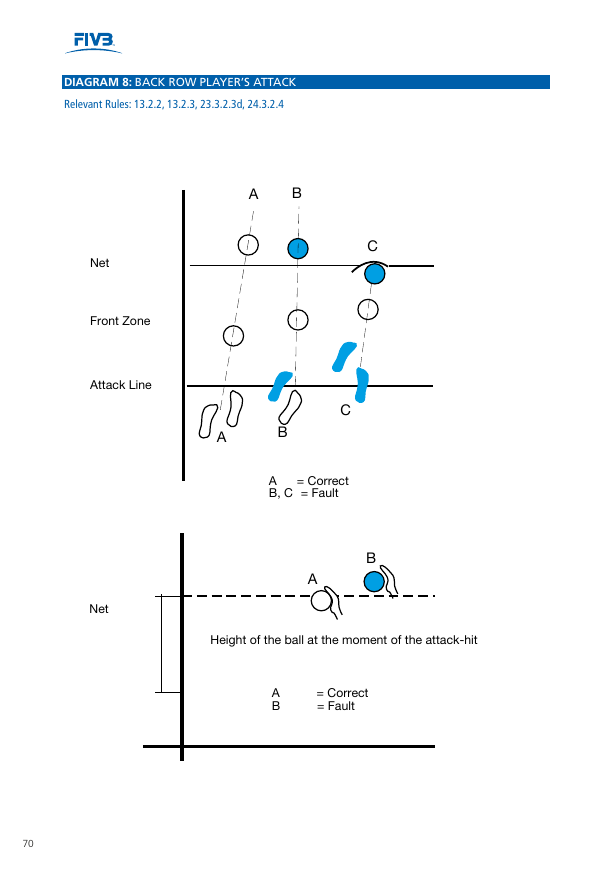 FIVB
DIAGRAM 8: BACK ROW PLAYER’S ATTACK
Relevant Rules: 13.2.2, 13.2.3, 23.3.2.3d, 24.3.2.4
A B
C
Net
Front Zone
Attack Line
C
B
A
A = Correct
B, C = Fault
B
A
Net
Height of the ball at the moment of the attack-hit
A = Correct
B = Fault
70